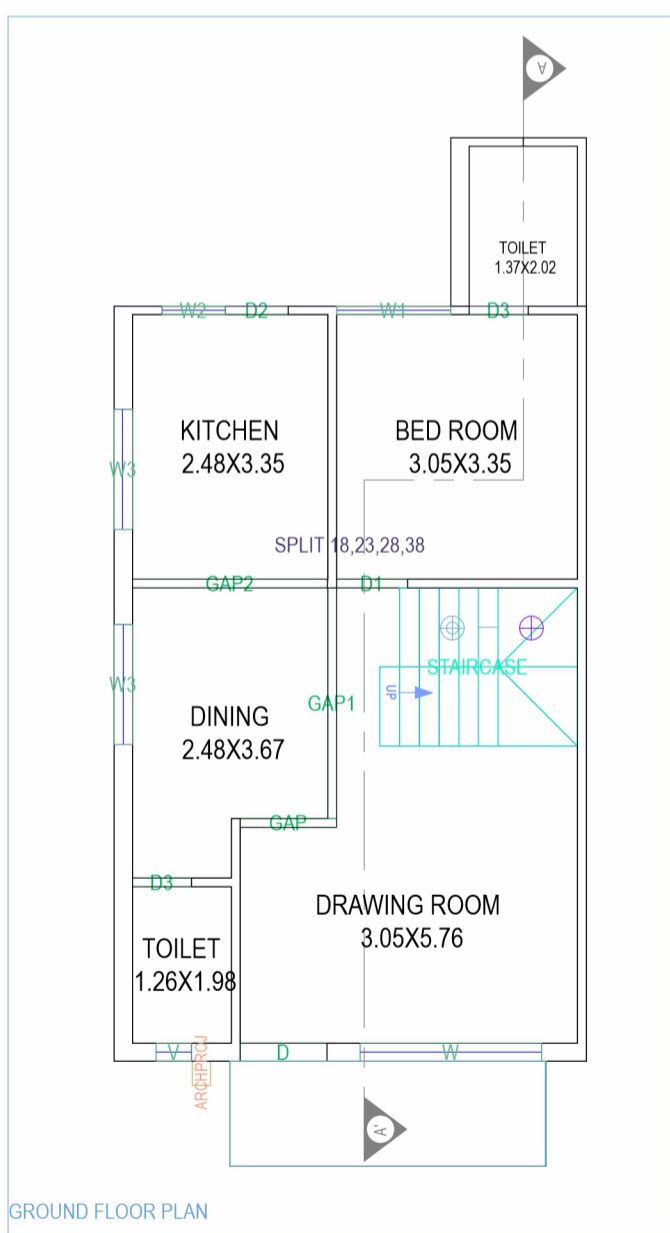 A
TOILET
1.37X2.02
W2
D2
W1
D3
KITCHEN
2.48X3.35
BED ROOM
3.05X3.35
W3
SPLIT 18,23,28,38
GAP2
D1
STAIRCASE
UP
W3
GAP1
DINING
2.48X3.67
GAP
D3
DRAWING ROOM
3.05X5.76
TOILET
1.26X1.98
V
D
W
ARCHPROJ
A'
GROUND FLOOR PLAN